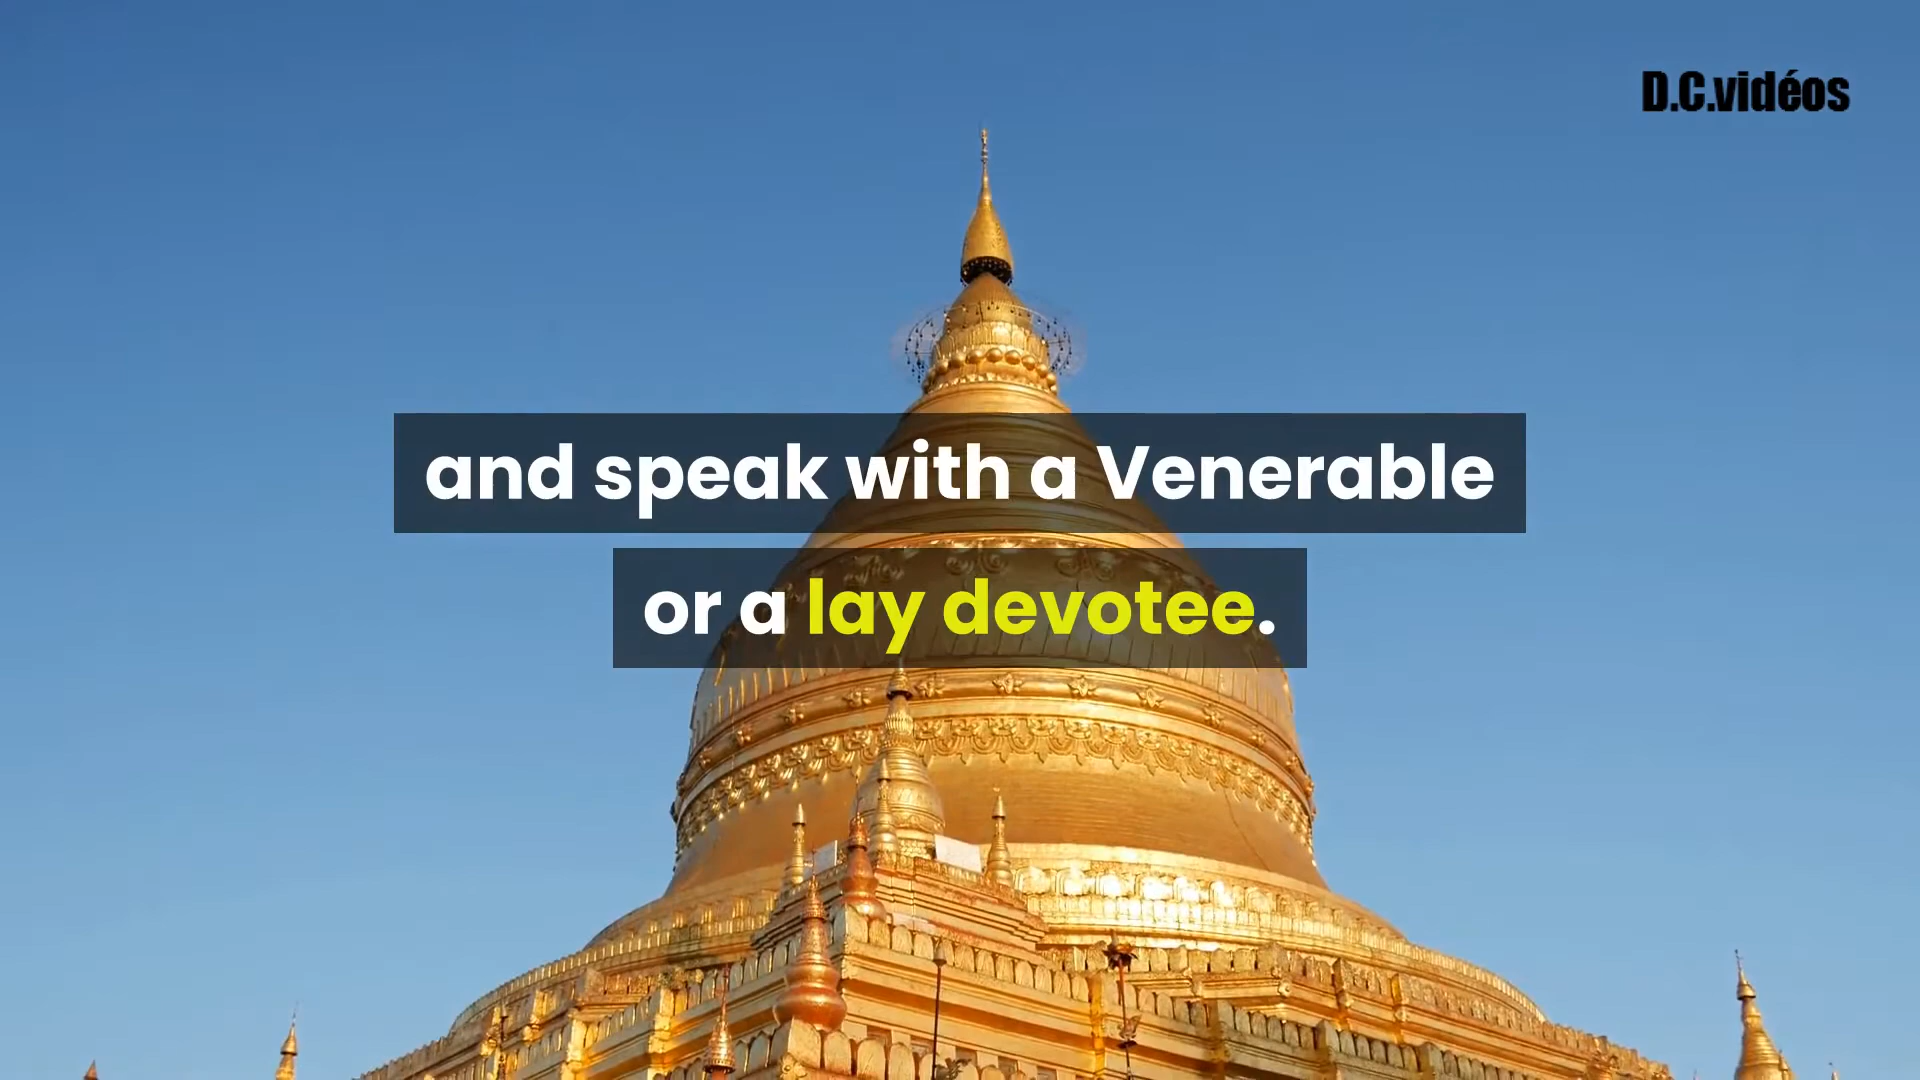 D.C.vidéos
and speak with a Venerable
or a lay devotee.